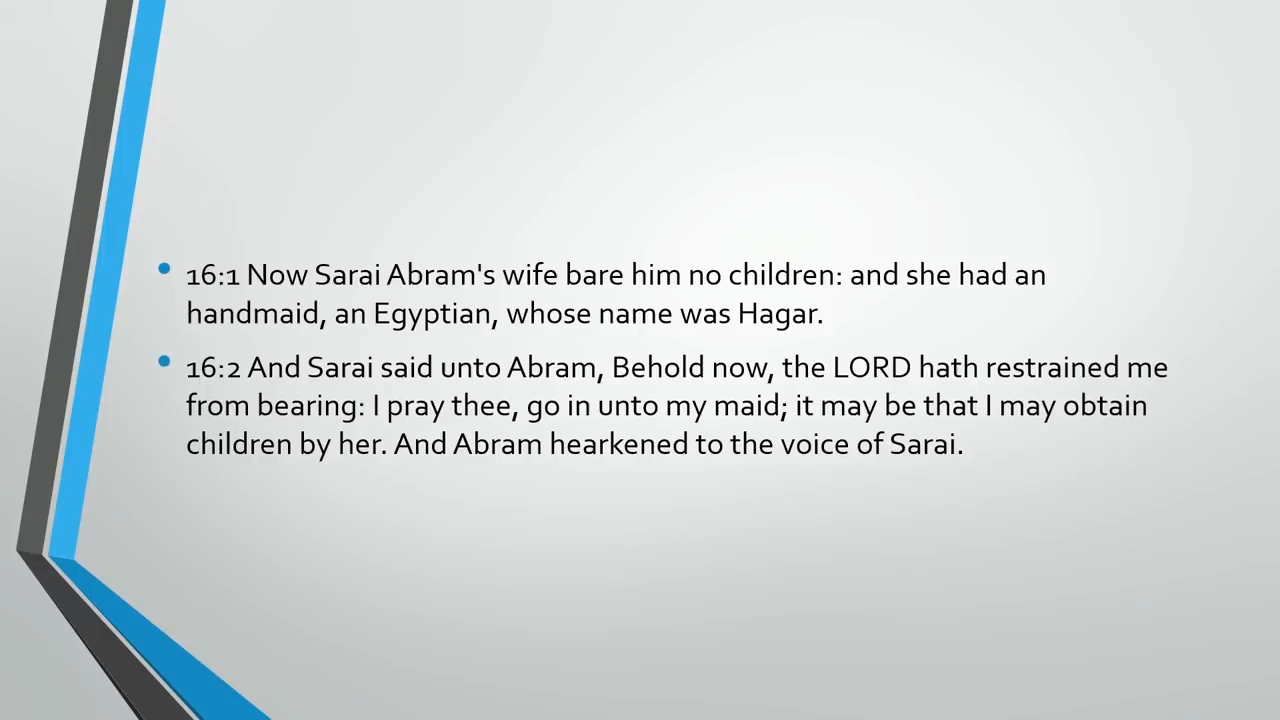 16:1 Now Sarai Abram's wife bare him no children: and she had an
handmaid, an Egyptian, whose name was Hagar.
16:2 And Sarai said unto Abram, Behold now, the LORD hath restrained me
from bearing: I pray thee, go in unto my maid; it may be that I may obtain
children by her. And Abram hearkened to the voice of Sarai.